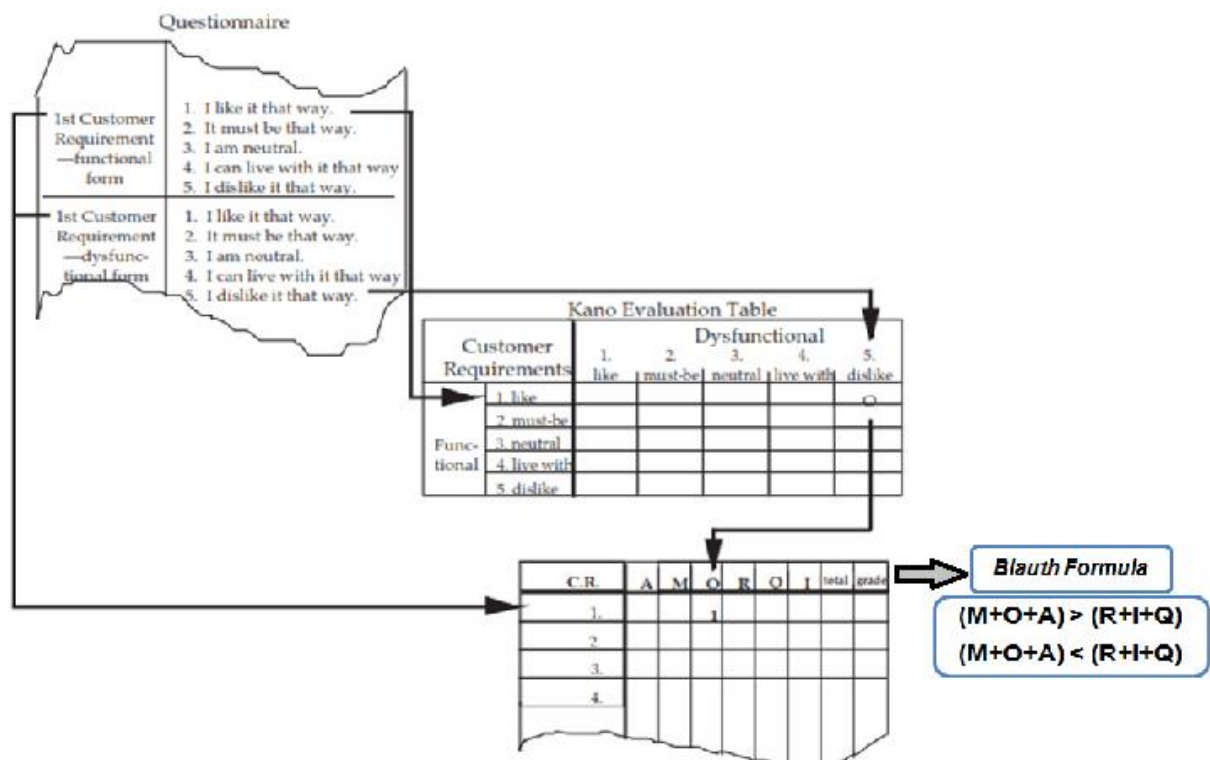 Questionnaire
1st Customer
Requirement
—functional
form
1. I like it that way.
2. It must be that way.
3. I am neutral.
4. I can live with it that way
5. I dislike it that way.
1st Customer
Requirement
—dysfunc-
tional form
1. I like it that way.
2. It must be that way.
3. I am neutral.
4. I can live with it that way
5. I dislike it that way.
Kano Evaluation Table
Customer
Requirements
Dysfunctional
1. 2. 3. 4. 5.
like must-be neutral live with dislike
Func-
tional
1. like O
2. must-be
3. neutral
4. live with
5. dislike
C.R. A M O R Q I total grade
1. 1
2
3.
4.
Blauth Formula
(M+O+A) > (R+I+Q)
(M+O+A) < (R+I+Q)